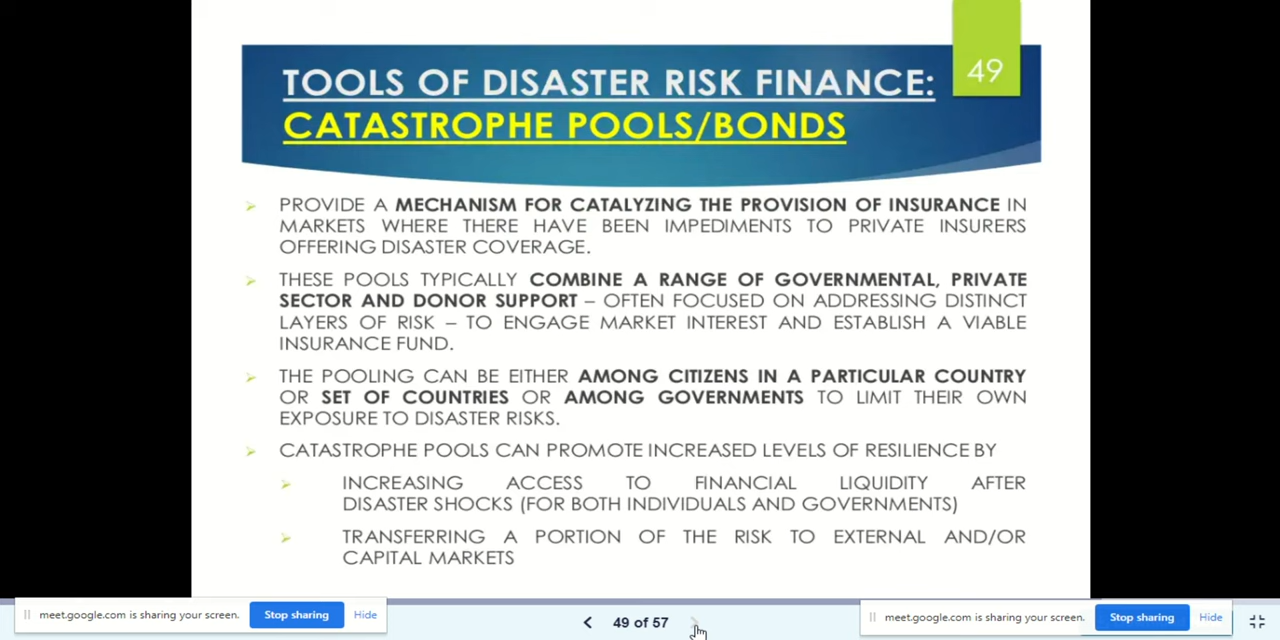 49
TOOLS OF DISASTER RISK FINANCE:
CATASTROPHE POOLS/BONDS
PROVIDE A MECHANISM FOR CATALYZING THE PROVISION OF INSURANCE IN
MARKETS WHERE THERE HAVE BEEN IMPEDIMENTS TO PRIVATE INSURERS
OFFERING DISASTER COVERAGE.
THESE POOLS TYPICALLY COMBINE A RANGE OF GOVERNMENTAL, PRIVATE
SECTOR AND DONOR SUPPORT – OFTEN FOCUSED ON ADDRESSING DISTINCT
LAYERS OF RISK – TO ENGAGE MARKET INTEREST AND ESTABLISH A VIABLE
INSURANCE FUND.
THE POOLING CAN BE EITHER AMONG CITIZENS IN A PARTICULAR COUNTRY
OR SET OF COUNTRIES OR AMONG GOVERNMENTS TO LIMIT THEIR OWN
EXPOSURE TO DISASTER RISKS.
CATASTROPHE POOLS CAN PROMOTE INCREASED LEVELS OF RESILIENCE BY
INCREASING ACCESS TO FINANCIAL LIQUIDITY AFTER
DISASTER SHOCKS (FOR BOTH INDIVIDUALS AND GOVERNMENTS)
TRANSFERRING A PORTION OF THE RISK TO EXTERNAL AND/OR
CAPITAL MARKETS
meet.google.com is sharing your screen. Stop sharing Hide
49 of 57
meet.google.com is sharing your screen. Stop sharing Hide